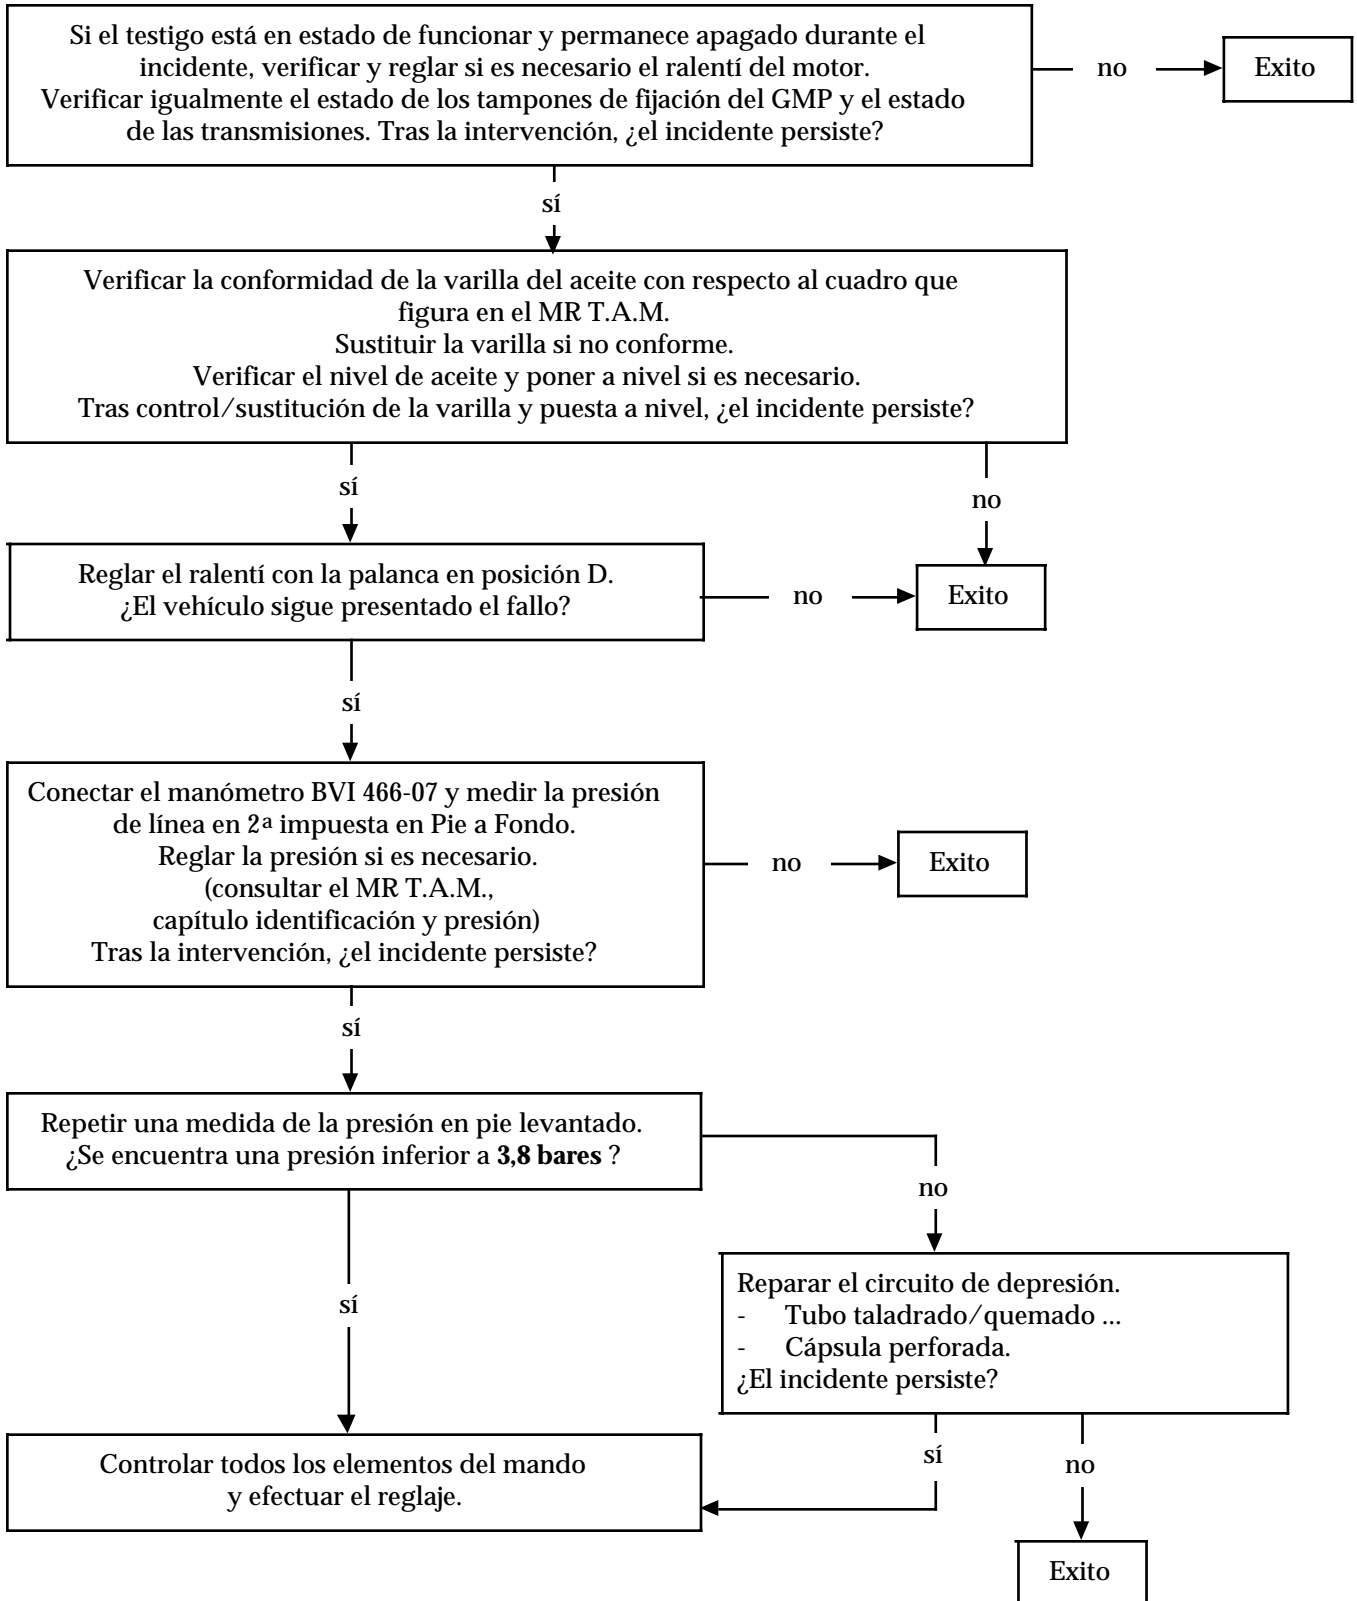 Si el testigo está en estado de funcionar y permanece apagado durante el
incidente, verificar y reglar si es necesario el ralentí del motor.
Verificar igualmente el estado de los tampones de fijación del GMP y el estado
de las transmisiones. Tras la intervención, ¿el incidente persiste?
no
Exito
sí
Verificar la conformidad de la varilla del aceite con respecto al cuadro que
figura en el MR T.A.M.
Sustituir la varilla si no conforme.
Verificar el nivel de aceite y poner a nivel si es necesario.
Tras control/sustitución de la varilla y puesta a nivel, ¿el incidente persiste?
sí
no
Reglar el ralentí con la palanca en posición D.
¿El vehículo sigue presentado el fallo?
no
Exito
sí
Conectar el manómetro BVI 466-07 y medir la presión
de línea en 2ª impuesta en Pie a Fondo.
Reglar la presión si es necesario.
(consultar el MR T.A.M.,
capítulo identificación y presión)
Tras la intervención, ¿el incidente persiste?
no
Exito
sí
Repetir una medida de la presión en pie levantado.
¿Se encuentra una presión inferior a 3,8 bares ?
no
sí
Reparar el circuito de depresión.
- Tubo taladrado/quemado ...
- Cápsula perforada.
¿El incidente persiste?
sí
no
Controlar todos los elementos del mando
y efectuar el reglaje.
Exito